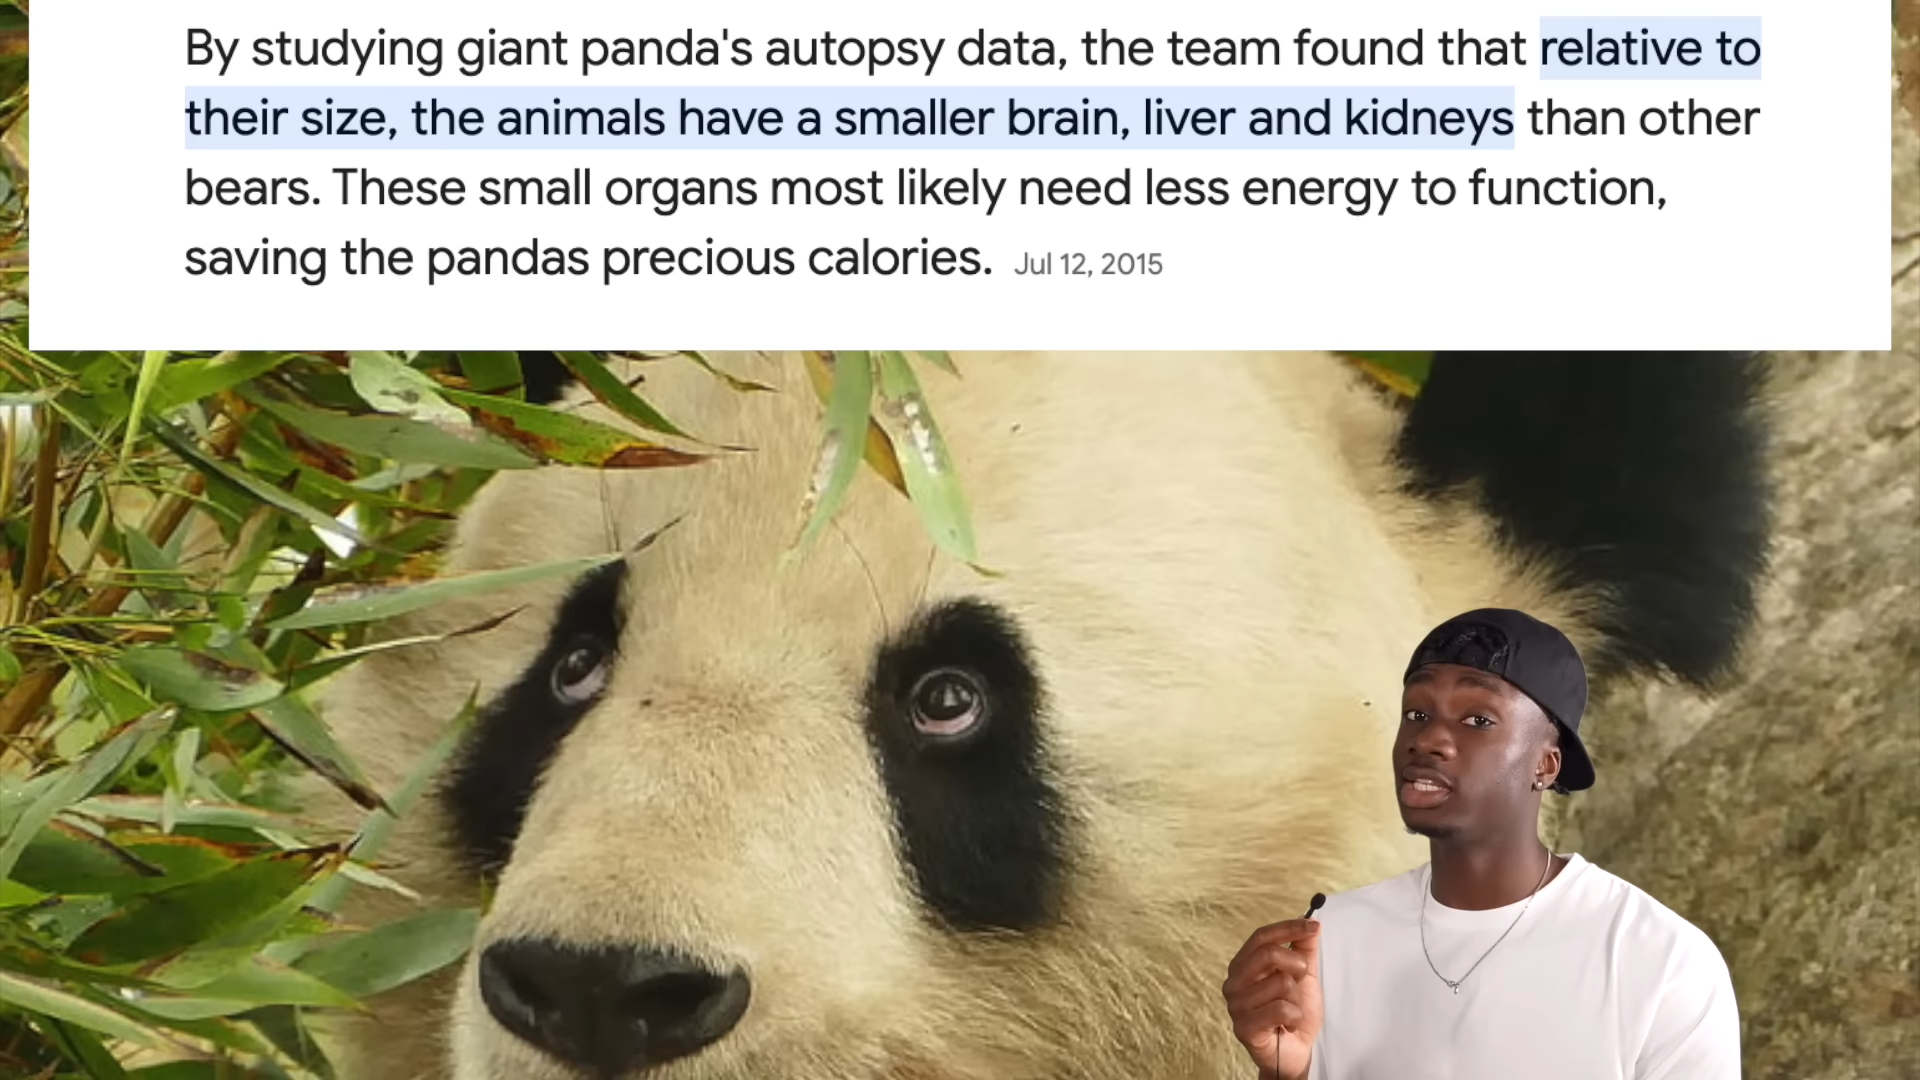 By studying giant panda's autopsy data, the team found that relative to
their size, the animals have a smaller brain, liver and kidneys than other
bears. These small organs most likely need less energy to function,
saving the pandas precious calories. Jul 12, 2015